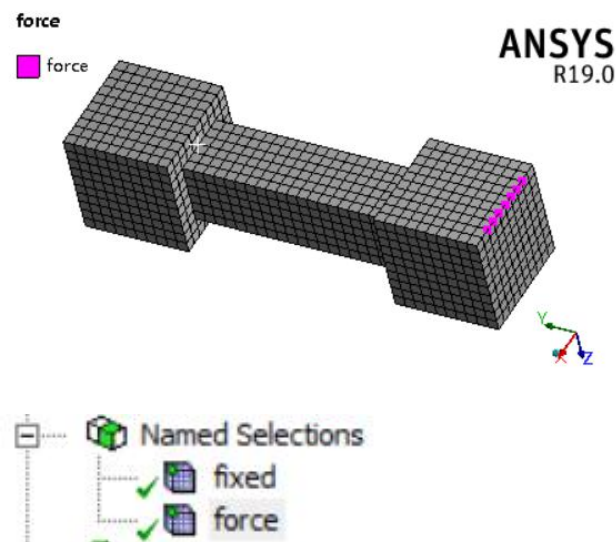 force
force
ANSYS
R19.0
Y
X
Z
Named Selections
fixed
force